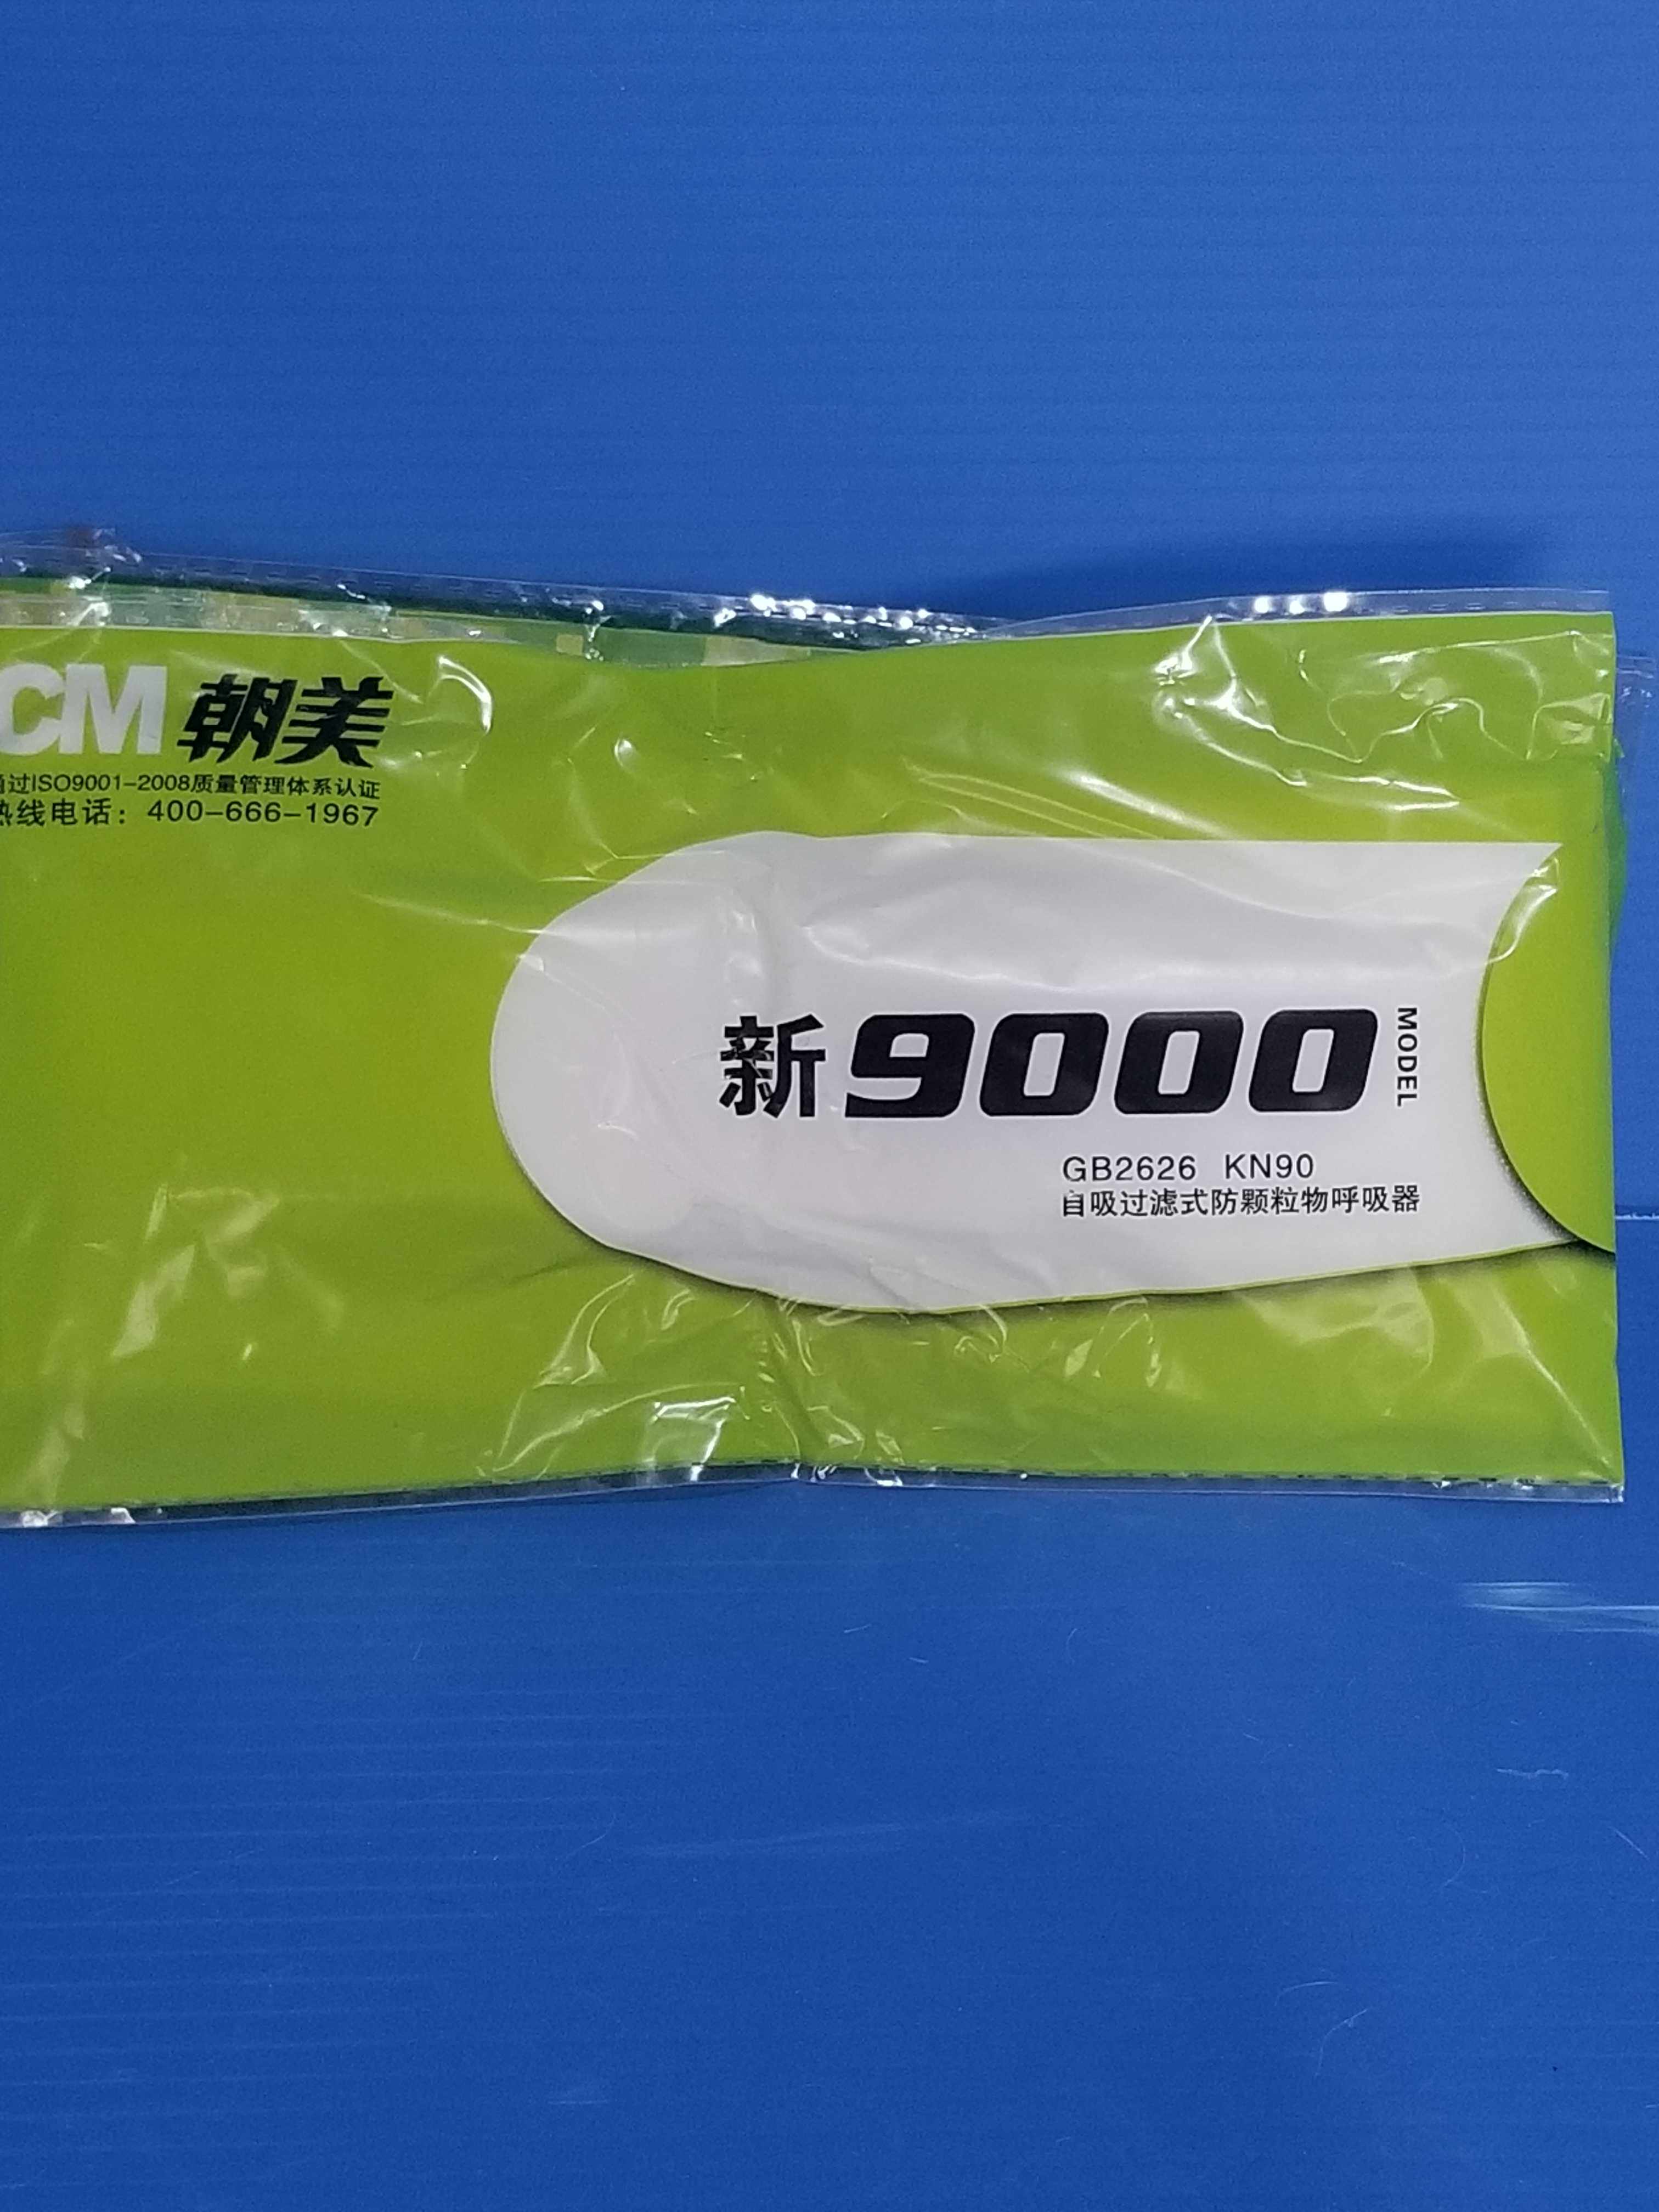 CM 朝美
通过ISO9001-2008质量管理体系认证
热线电话：400-666-1967
新9000 MODEL
GB2626 KN90
自吸过滤式防颗粒物呼吸器